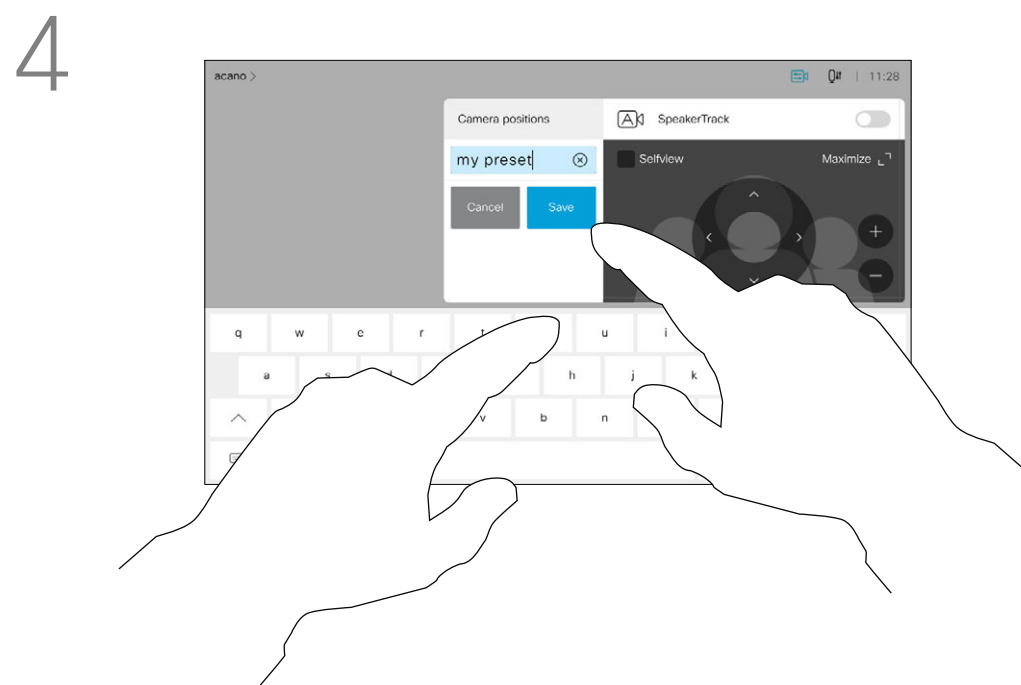 4
acano >
11:28
Camera positions
SpeakerTrack
my preset
Selfview
Maximize
Cancel
Save
q w e r t u i
a s d h j k
v b n